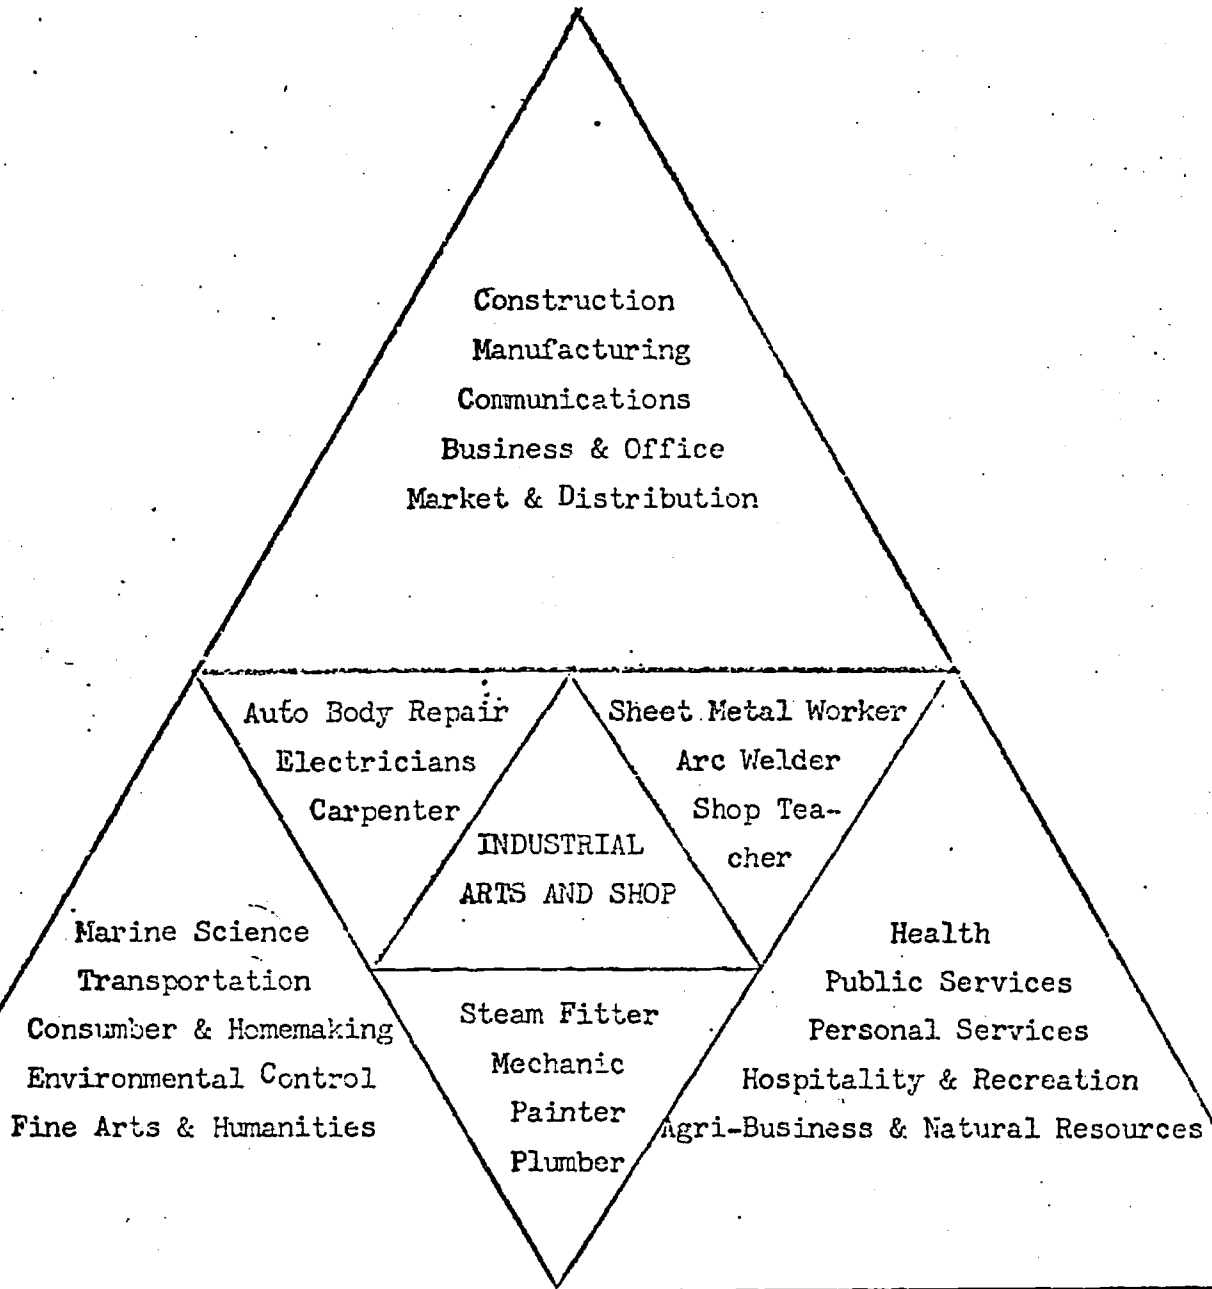 Construction
Manufacturing
Communications
Business & Office
Market & Distribution
Auto Body Repair
Electricians
Carpenter
Sheet Metal Worker
Arc Welder
Shop Tea-
cher
INDUSTRIAL
ARTS AND SHOP
Marine Science
Transportation
Consumber & Homemaking
Environmental Control
Fine Arts & Humanities
Steam Fitter
Mechanic
Painter
Plumber
Health
Public Services
Personal Services
Hospitality & Recreation
Agri-Business & Natural Resources